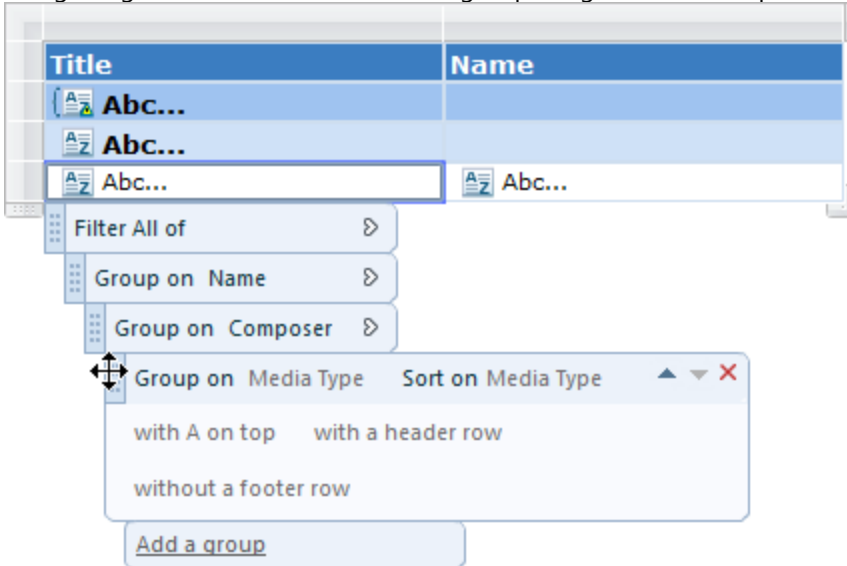 Title Name
Abc...
Abc...
Abc... Abc...
Filter All of
Group on Name
Group on Composer
Group on Media Type Sort on Media Type
with A on top with a header row
without a footer row
Add a group